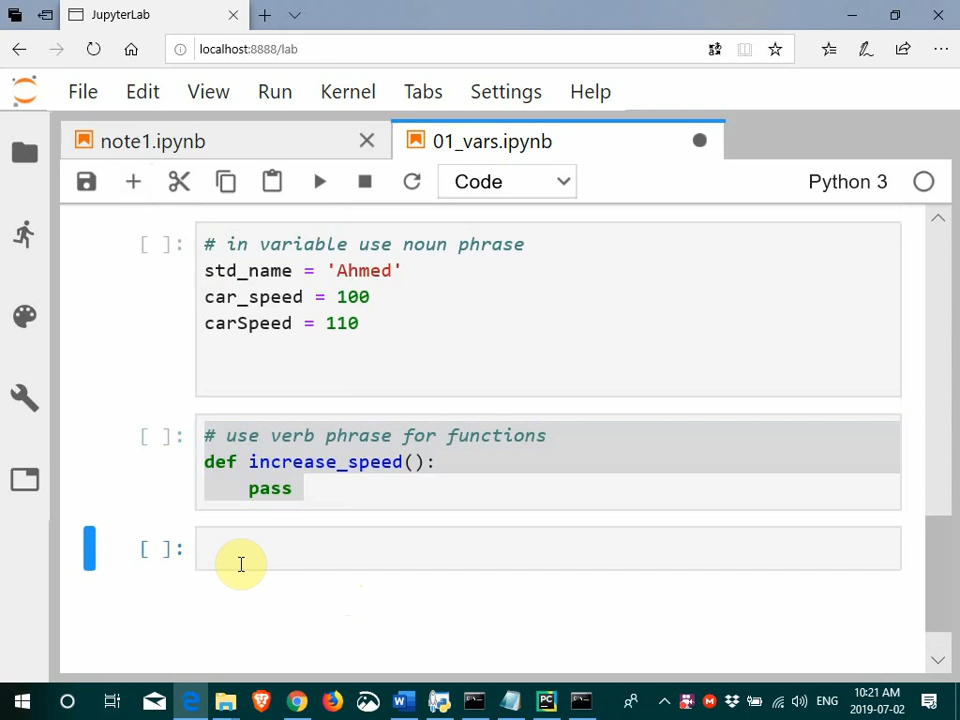 JupyterLab
localhost:8888/lab
File Edit View Run Kernel Tabs Settings Help
note1.ipynb 01_vars.ipynb
Code Python 3
[ ]: # in variable use noun phrase
std_name = 'Ahmed'
car_speed = 100
carSpeed = 110
[ ]: # use verb phrase for functions
def increase_speed():
pass
[ ]:
ENG 10:21 AM
2019-07-02